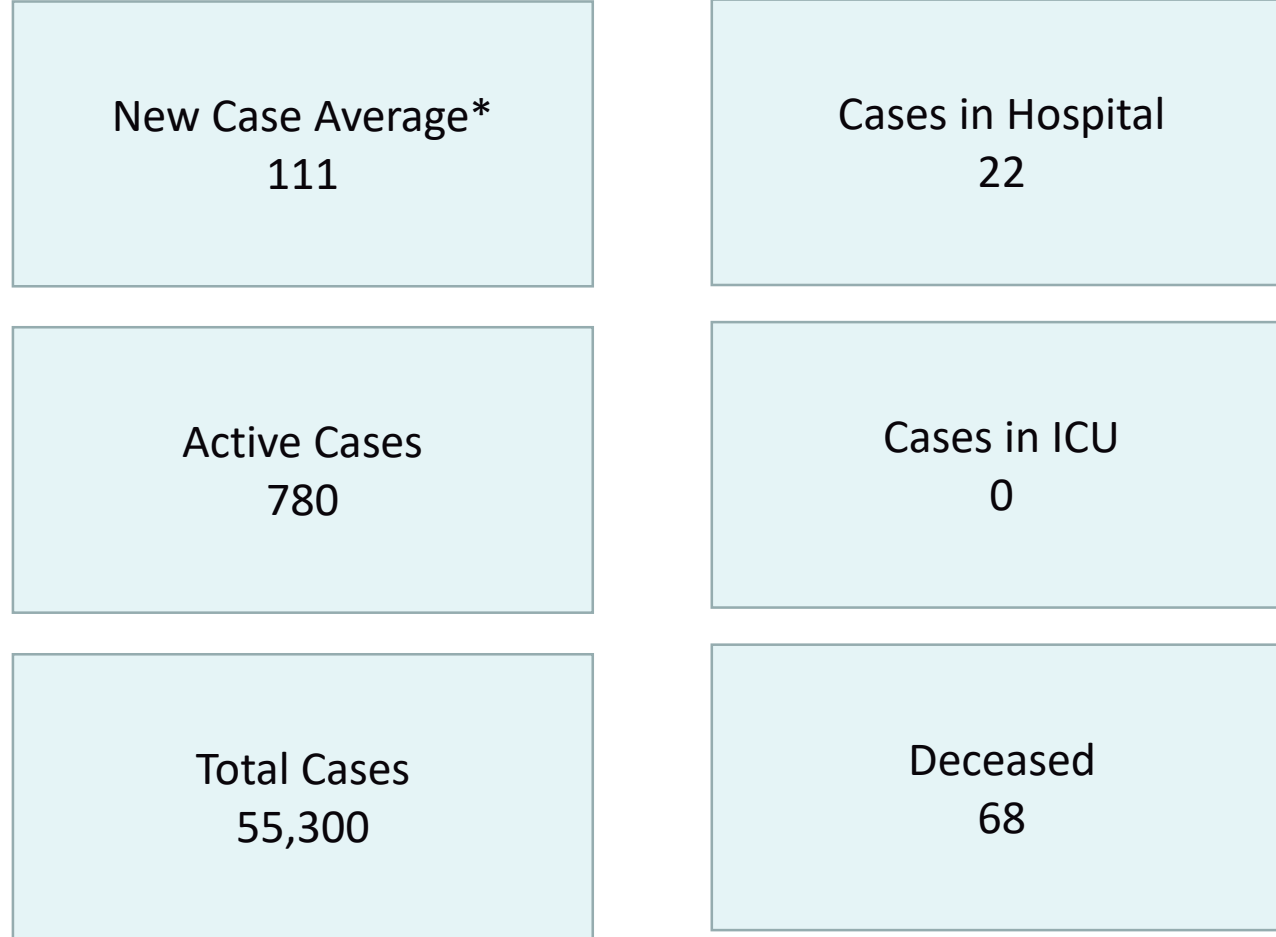 New Case Average*
111
Cases in Hospital
22
Active Cases
780
Cases in ICU
0
Total Cases
55,300
Deceased
68